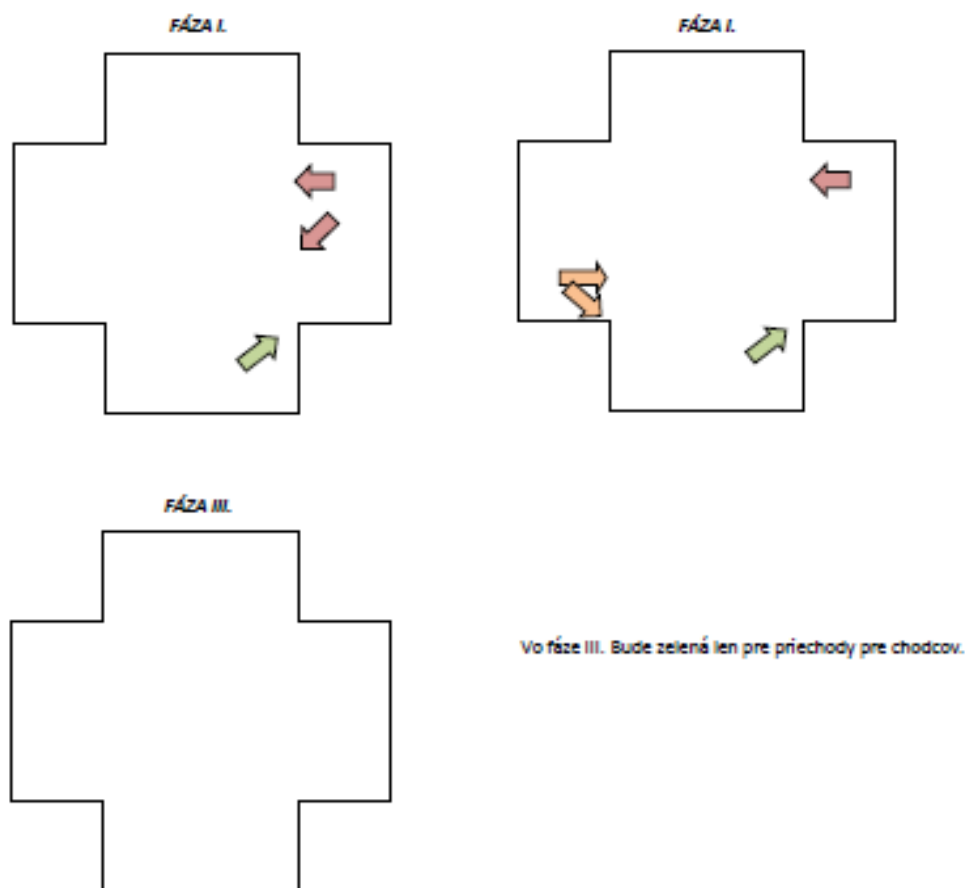 FÁZA I.
FÁZA I.
FÁZA III.
Vo fáze III. Bude zelená len pre priechody pre chodcov.